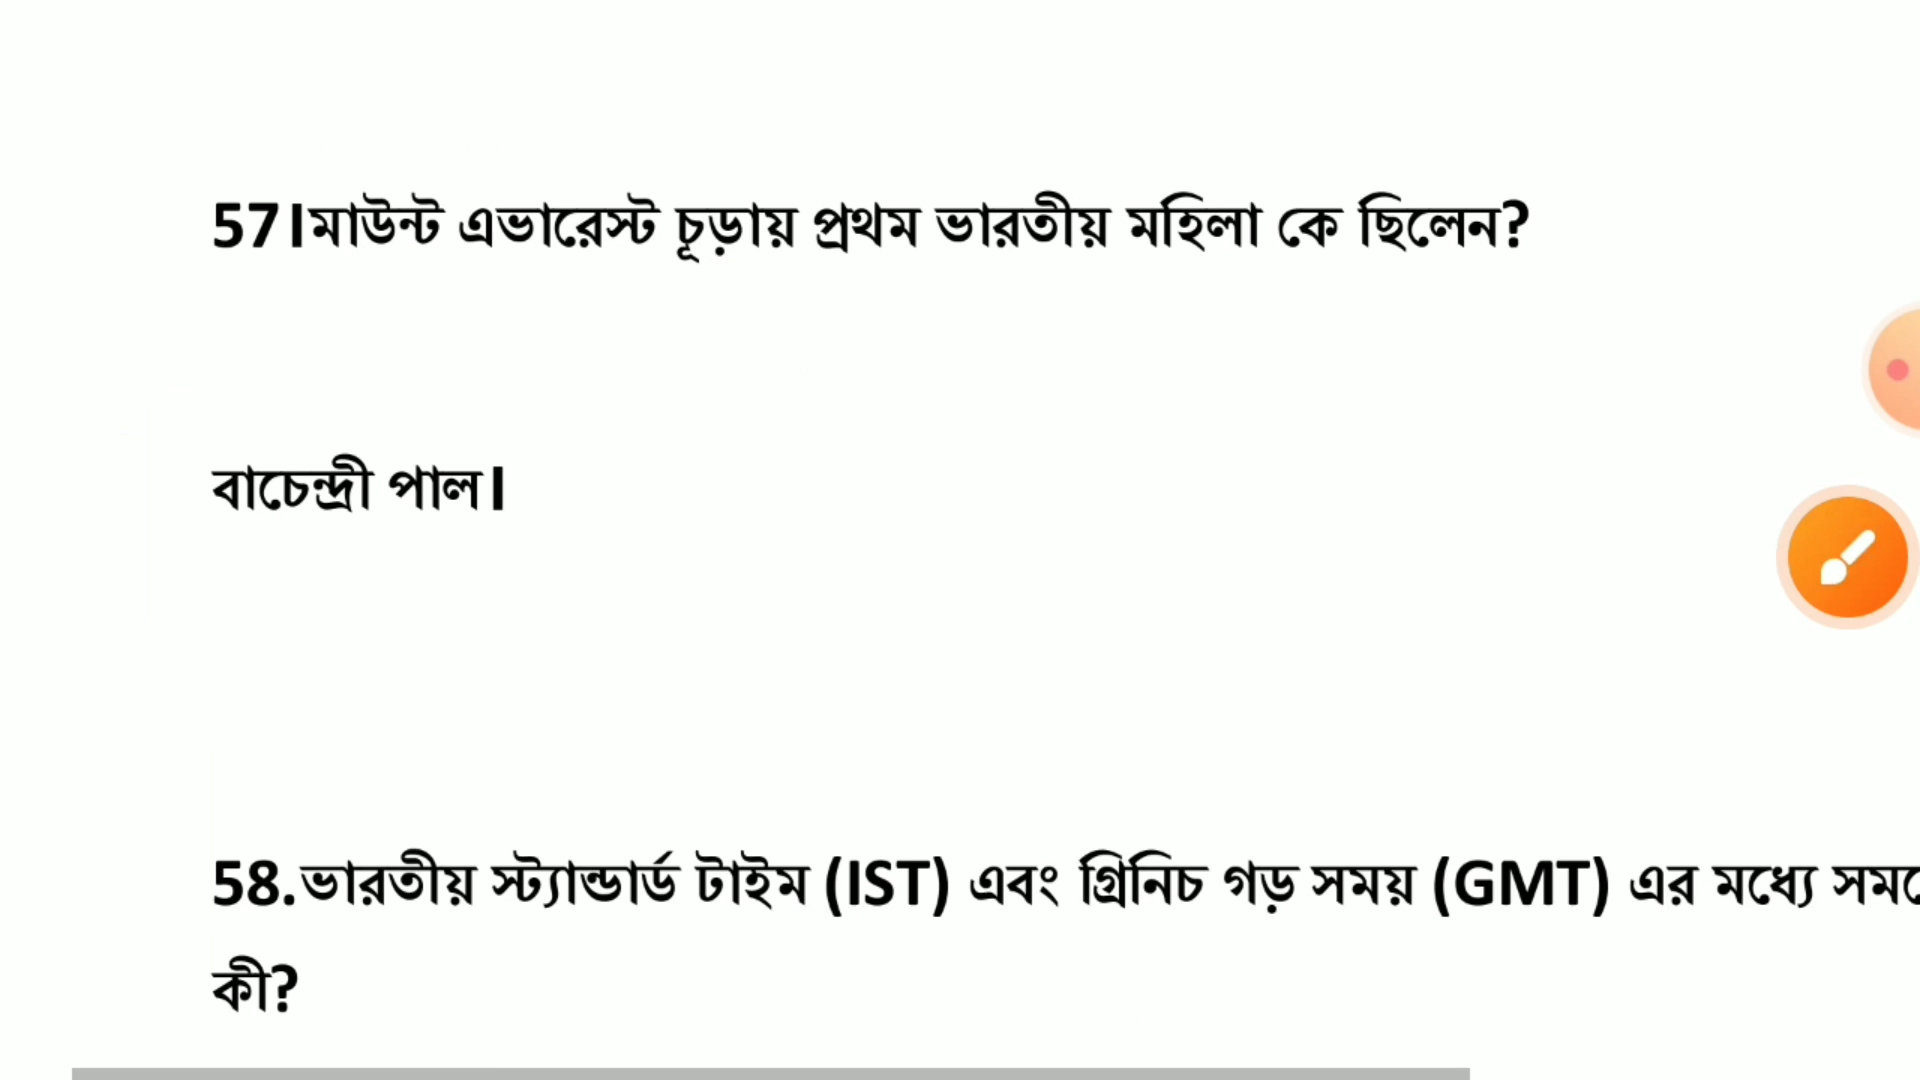 57।মাউন্ট এভারেস্ট চূড়ায় প্রথম ভারতীয় মহিলা কে ছিলেন?
বাচেন্দ্রী পাল।
58.ভারতীয় স্ট্যান্ডার্ড টাইম (IST) এবং গ্রিনিচ গড় সময় (GMT) এর মধ্যে
কী?